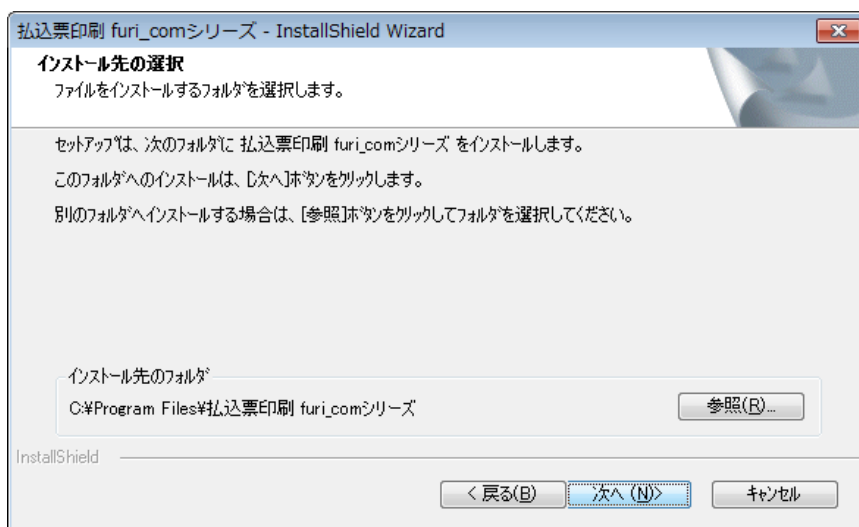 払込票印刷 furi_comシリーズ - InstallShield Wizard
インストール先の選択
ファイルをインストールするフォルダを選択します。
セットアップは、次のフォルダに 払込票印刷 furi_comシリーズ をインストールします。
このフォルダへのインストールは、[次へ]ボタンをクリックします。
別のフォルダへインストールする場合は、[参照]ボタンをクリックしてフォルダを選択してください。
インストール先のフォルダ
C:¥Program Files¥払込票印刷 furi_comシリーズ
参照(R)...
InstallShield
< 戻る(B)
次へ (N)>
キャンセル